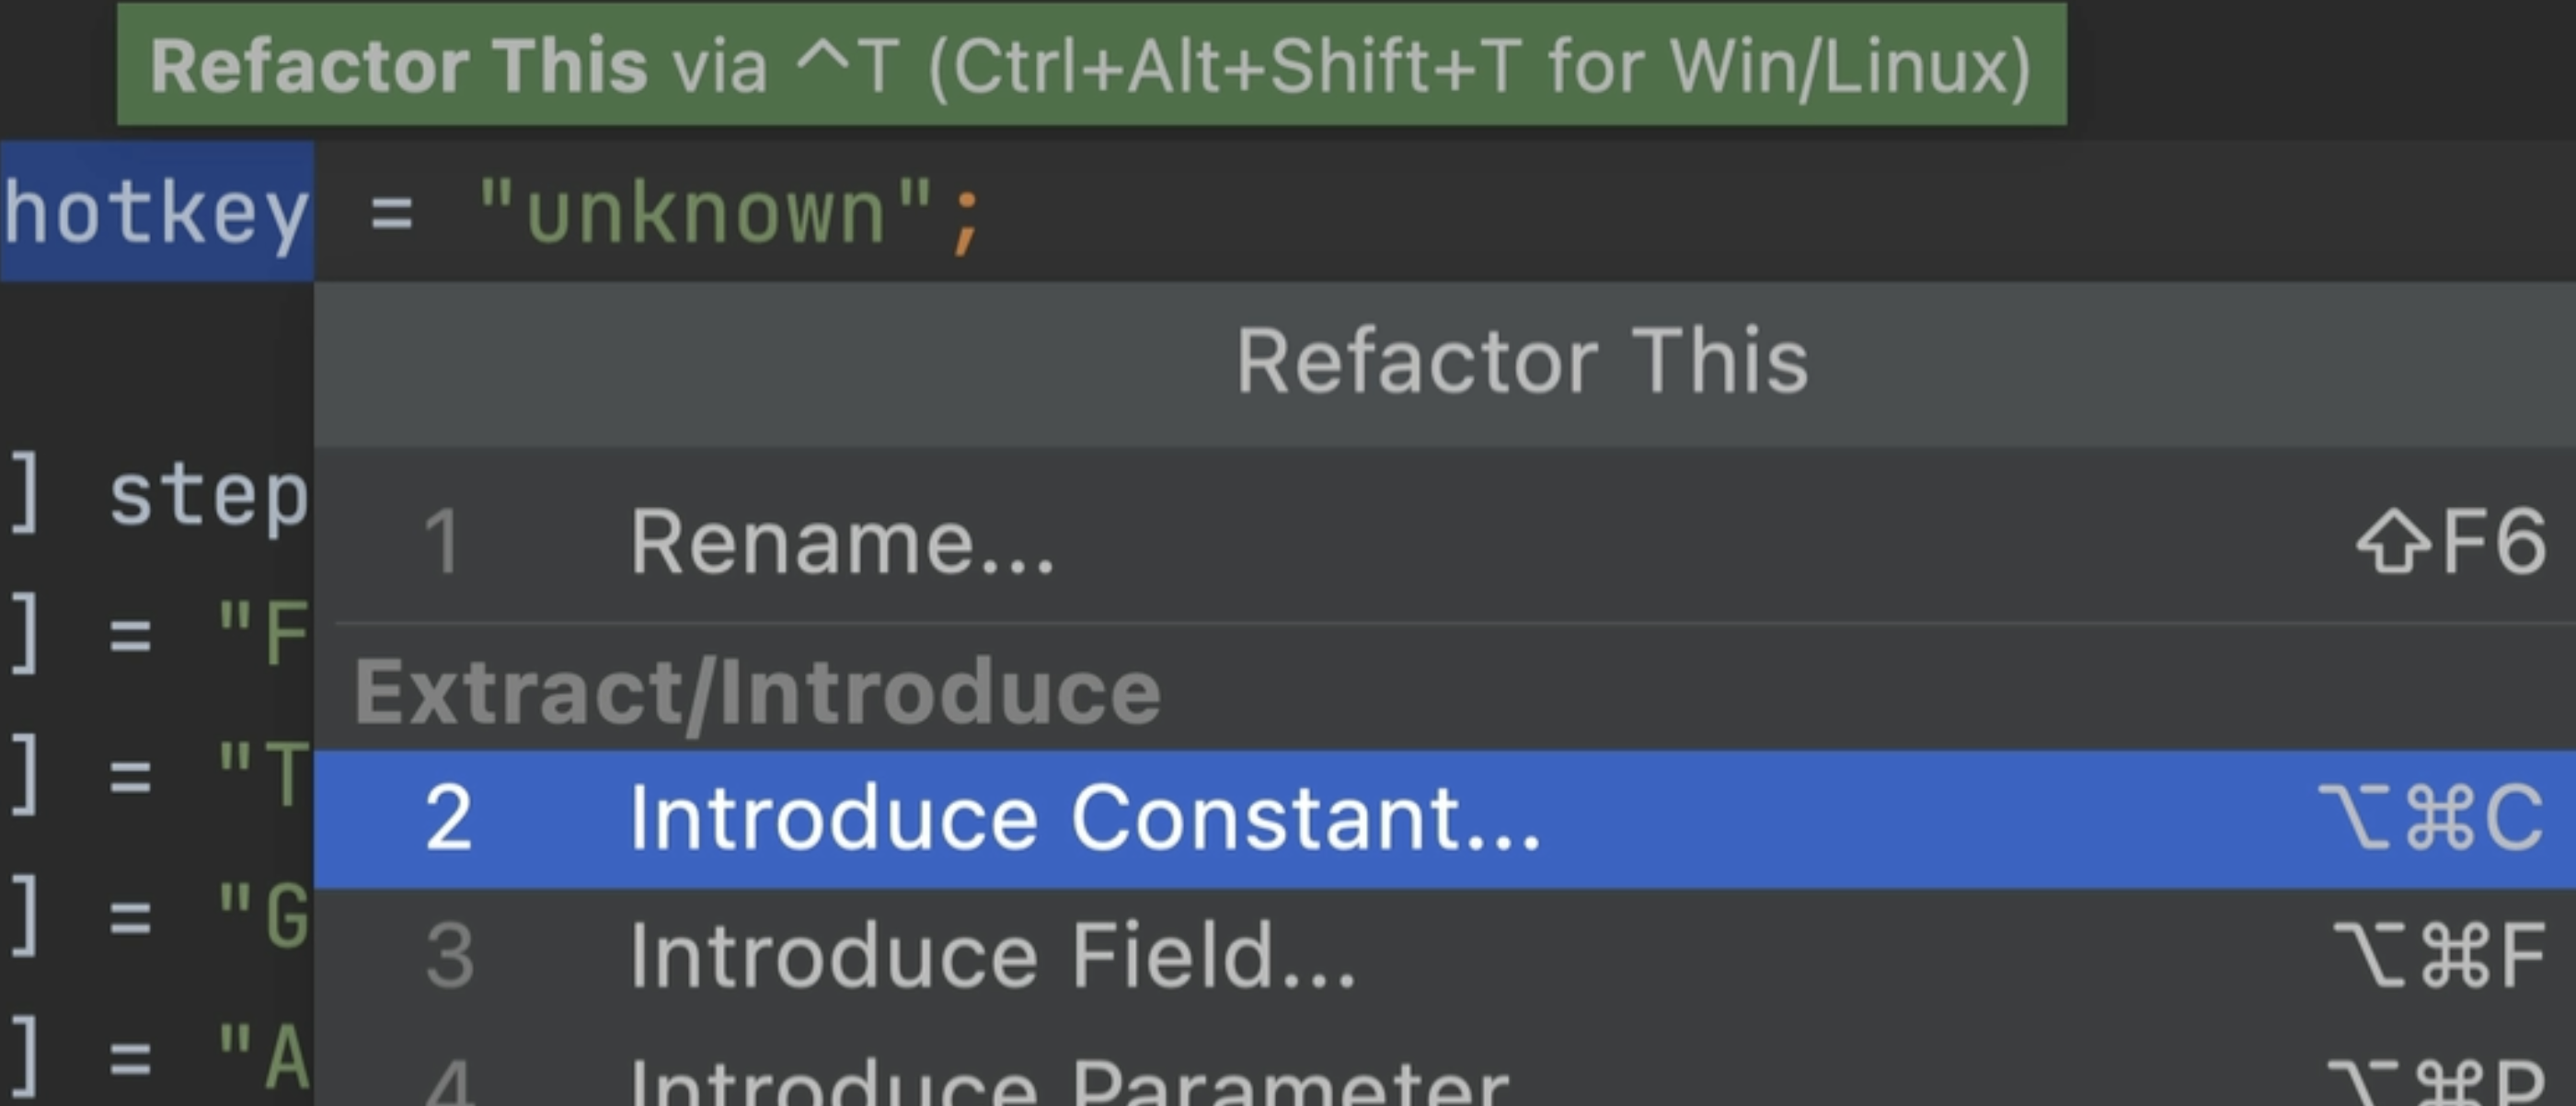 Refactor This via ^T (Ctrl+Alt+Shift+T for Win/Linux)
hotkey = "unknown";
Refactor This
] step
1 Rename... ⇧F6
] = "F
Extract/Introduce
] = "T
2 Introduce Constant... ⌥⌘C
] = "G
3 Introduce Field... ⌥⌘F
] = "A
4 Introduce Parameter ⌥⌘P